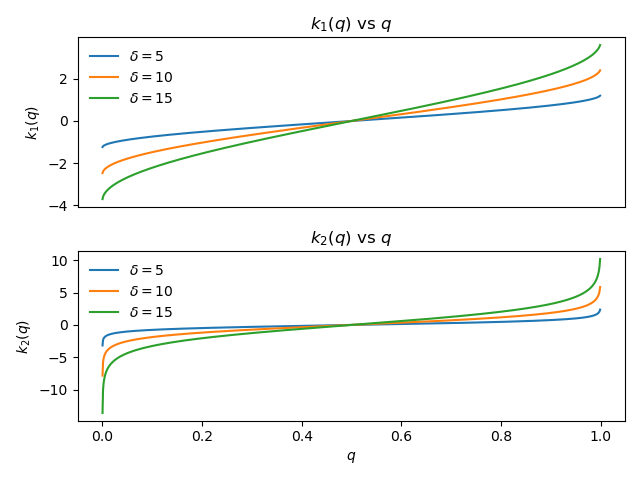 k₁(q) vs q
δ = 5
δ = 10
δ = 15
k₁(q)
2
0
−2
−4
k₂(q) vs q
δ = 5
δ = 10
δ = 15
k₂(q)
10
5
0
−5
−10
0.0 0.2 0.4 0.6 0.8 1.0
q